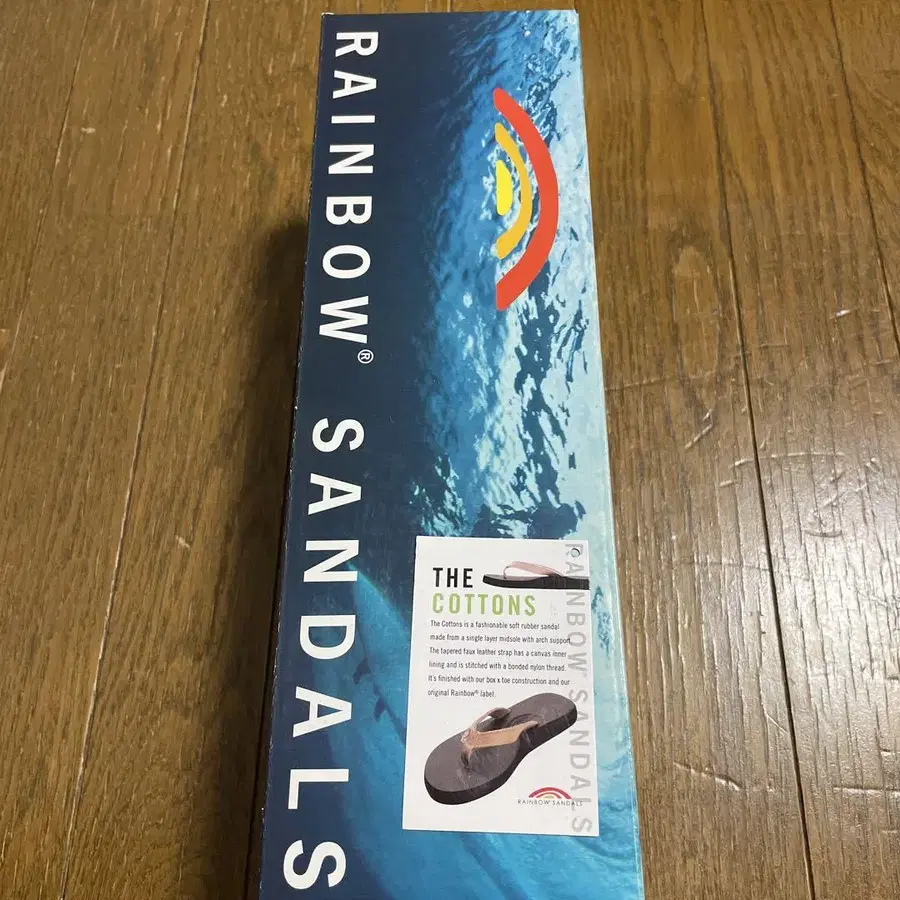 RAINBOW® SANDALS
THE
COTTONS
The Cottons is a fashionable soft rubber sandal
made from a single layer midsole with arch support.
The tapered faux leather strap has a canvas inner
lining and is stitched with a bonded nylon thread.
It's finished with our box x toe construction and our
original Rainbow® label.
RAINBOW® SANDALS
RAINBOW® SANDALS